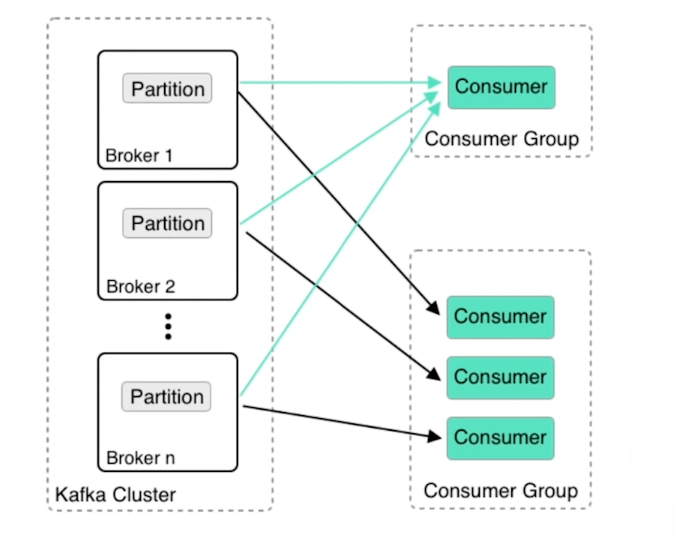 Partition
Broker 1
Partition
Broker 2
Partition
Broker n
Kafka Cluster
Consumer
Consumer Group
Consumer
Consumer
Consumer
Consumer Group